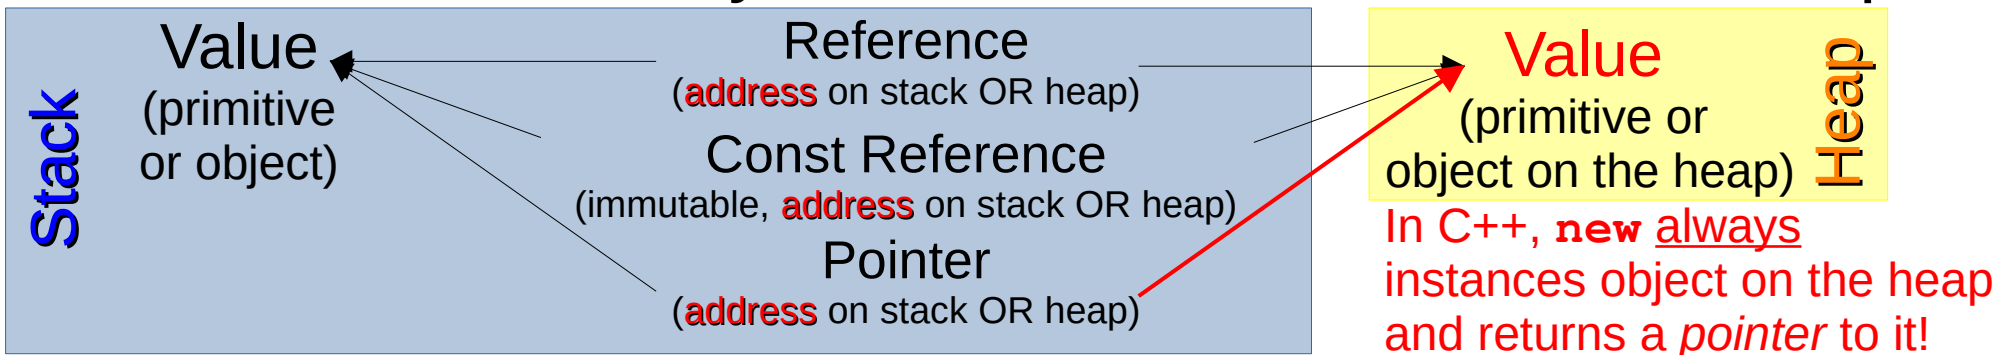 Stack
Value
(primitive
or object)
Reference
(address on stack OR heap)
Const Reference
(immutable, address on stack OR heap)
Pointer
(address on stack OR heap)
Value
(primitive or
object on the heap)
Heap
In C++, new always
instances object on the heap
and returns a pointer to it!